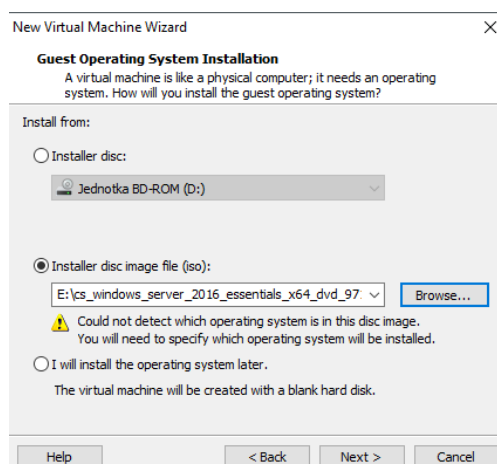 New Virtual Machine Wizard
Guest Operating System Installation
A virtual machine is like a physical computer; it needs an operating
system. How will you install the guest operating system?
Install from:
Installer disc:
Jednotka BD-ROM (D:)
Installer disc image file (iso):
E:\cs_windows_server_2016_essentials_x64_dvd_97
Browse...
Could not detect which operating system is in this disc image.
You will need to specify which operating system will be installed.
I will install the operating system later.
The virtual machine will be created with a blank hard disk.
Help
< Back
Next >
Cancel